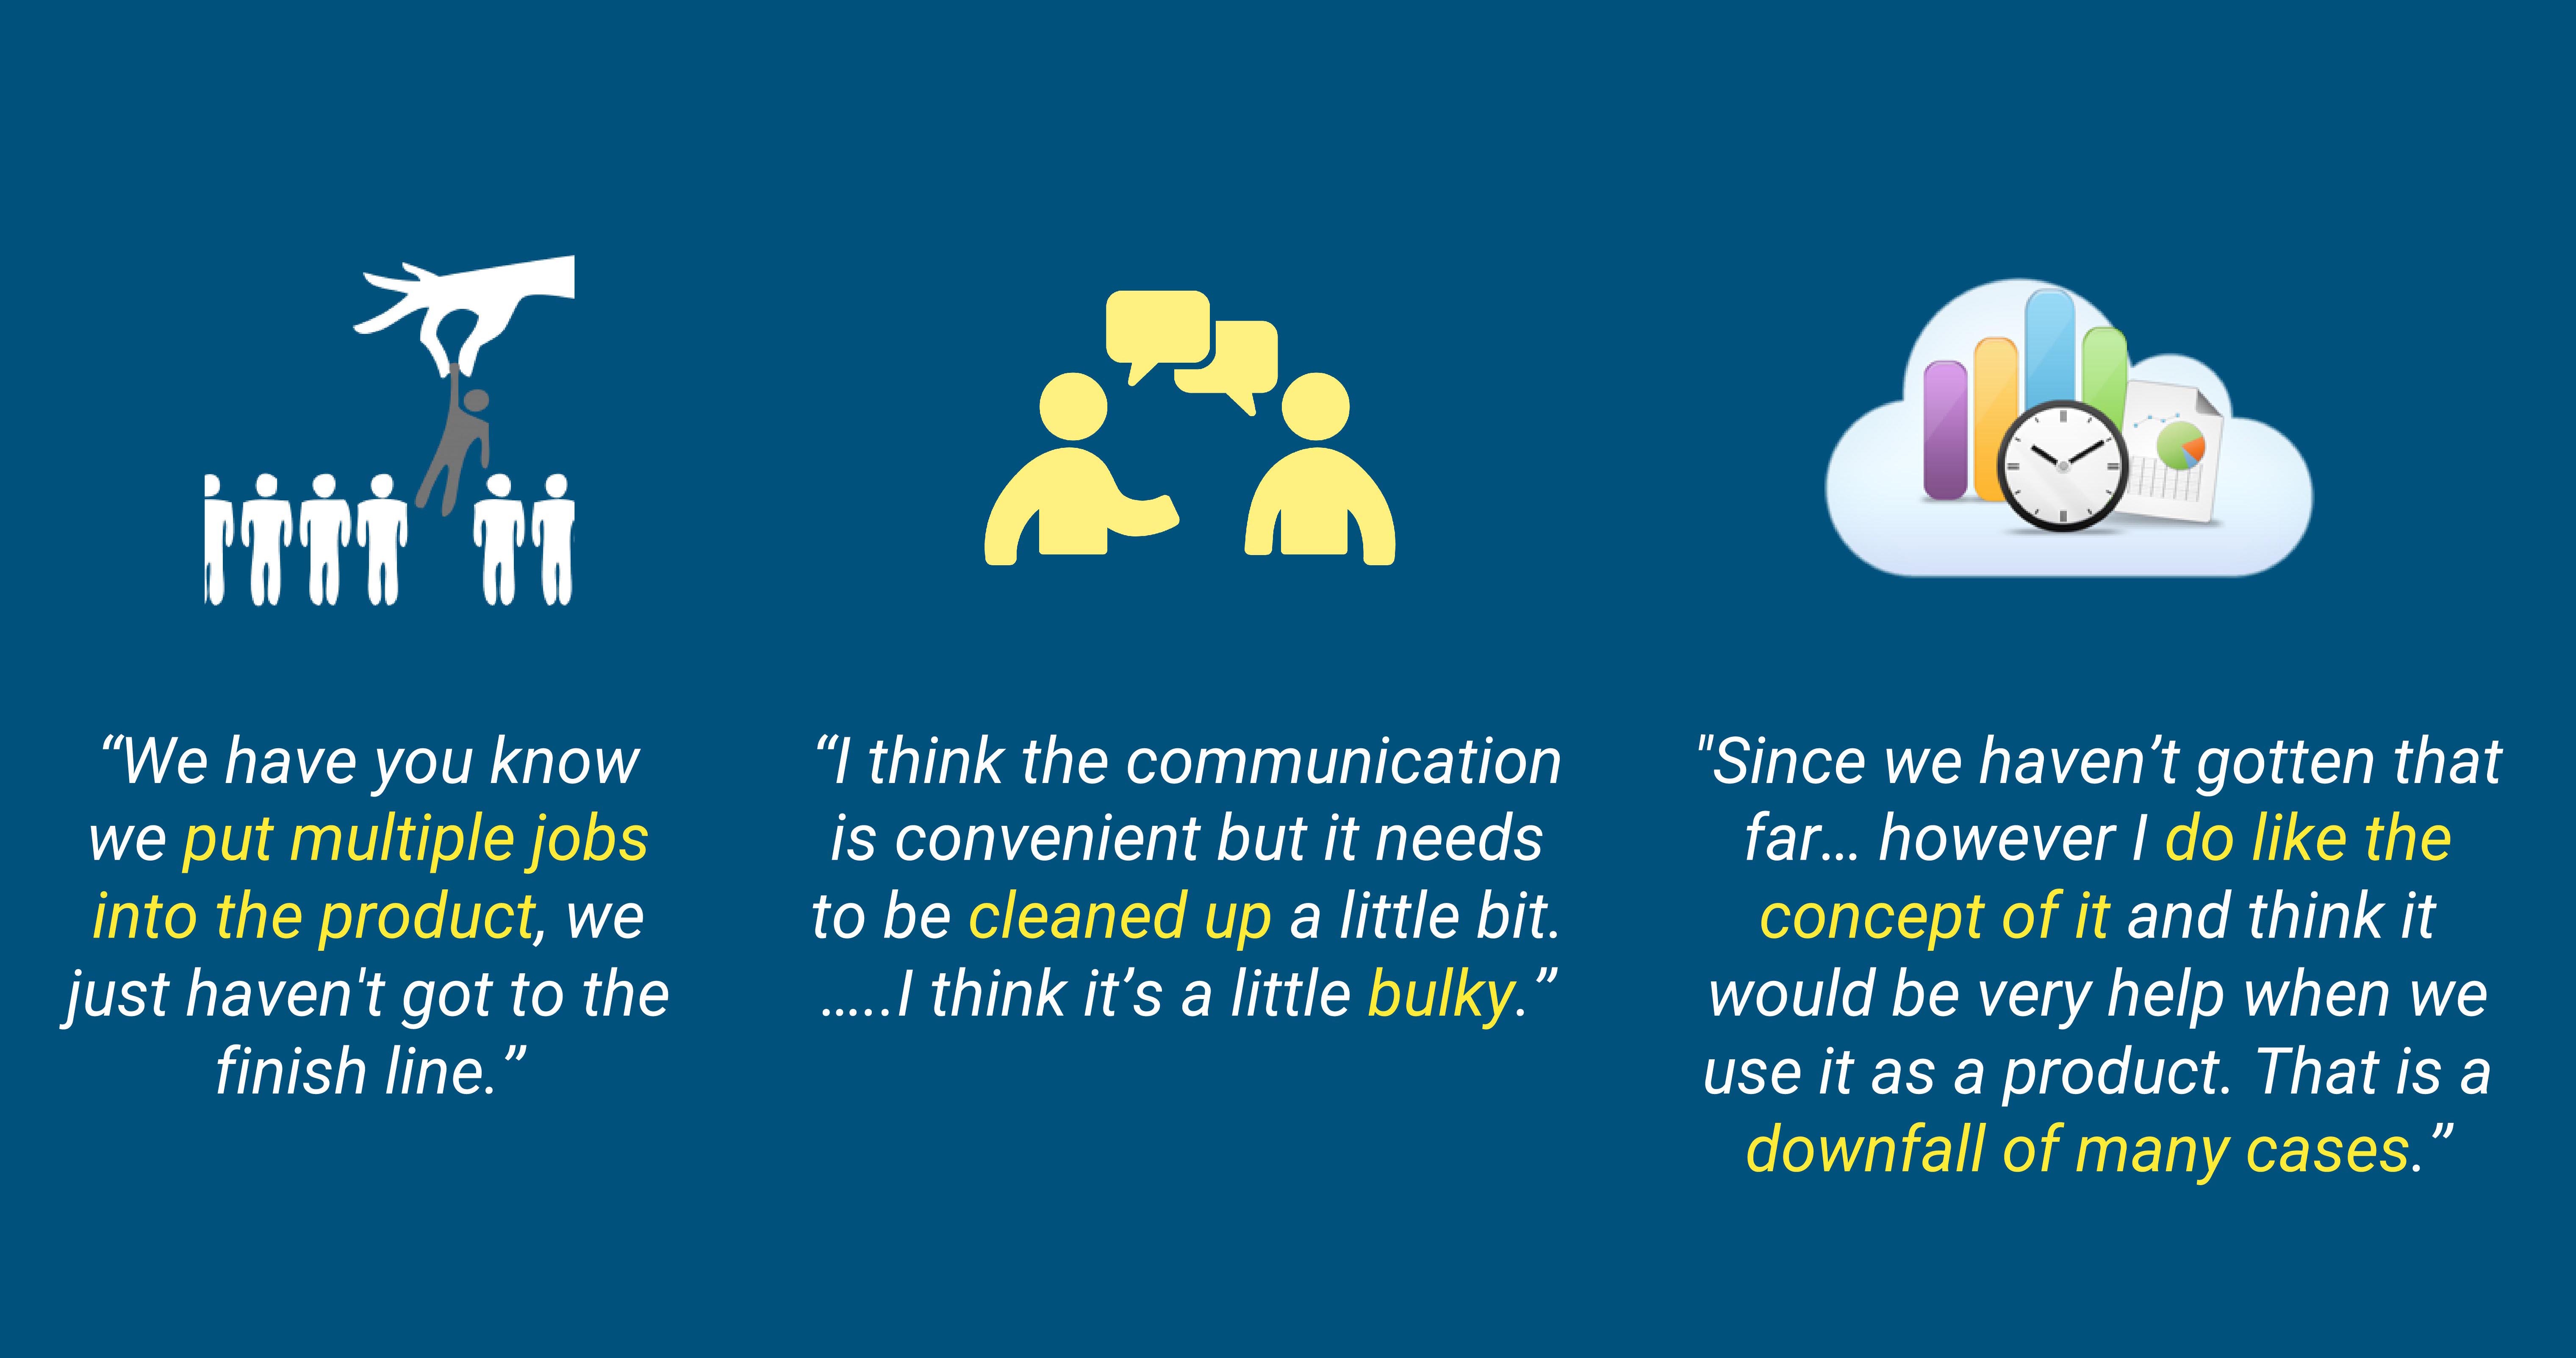 “We have you know
we put multiple jobs
into the product, we
just haven't got to the
finish line.”
“I think the communication
is convenient but it needs
to be cleaned up a little bit.
…..I think it’s a little bulky.”
"Since we haven’t gotten that
far… however I do like the
concept of it and think it
would be very help when we
use it as a product. That is a
downfall of many cases.”